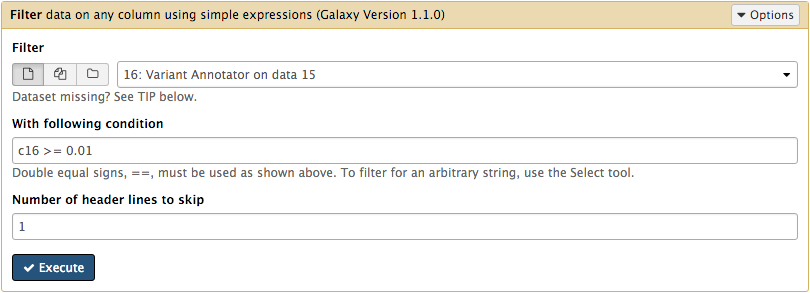 Filter data on any column using simple expressions (Galaxy Version 1.1.0)
Options
Filter
16: Variant Annotator on data 15
Dataset missing? See TIP below.
With following condition
c16 >= 0.01
Double equal signs, ==, must be used as shown above. To filter for an arbitrary string, use the Select tool.
Number of header lines to skip
1
Execute